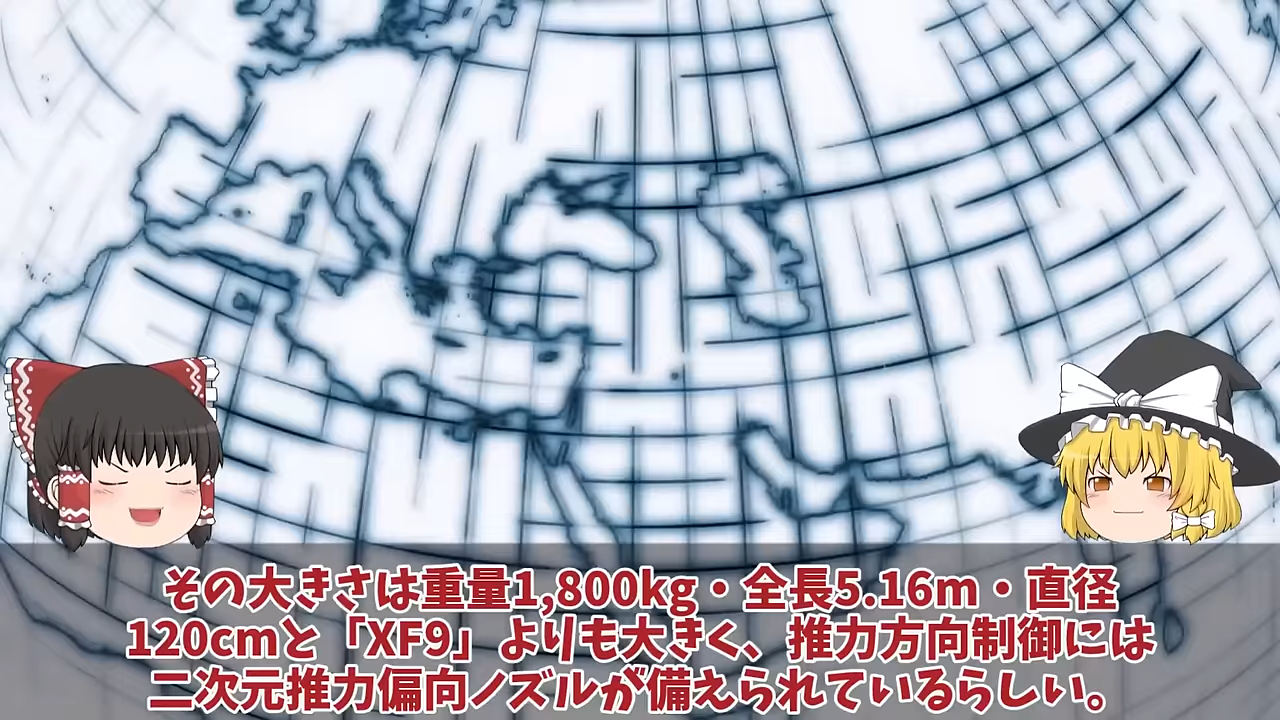 その大きさは重量1,800kg・全長5.16m・直径
120cmと「XF9」よりも大きく、推力方向制御には
二次元推力偏向ノズルが備えられているらしい。